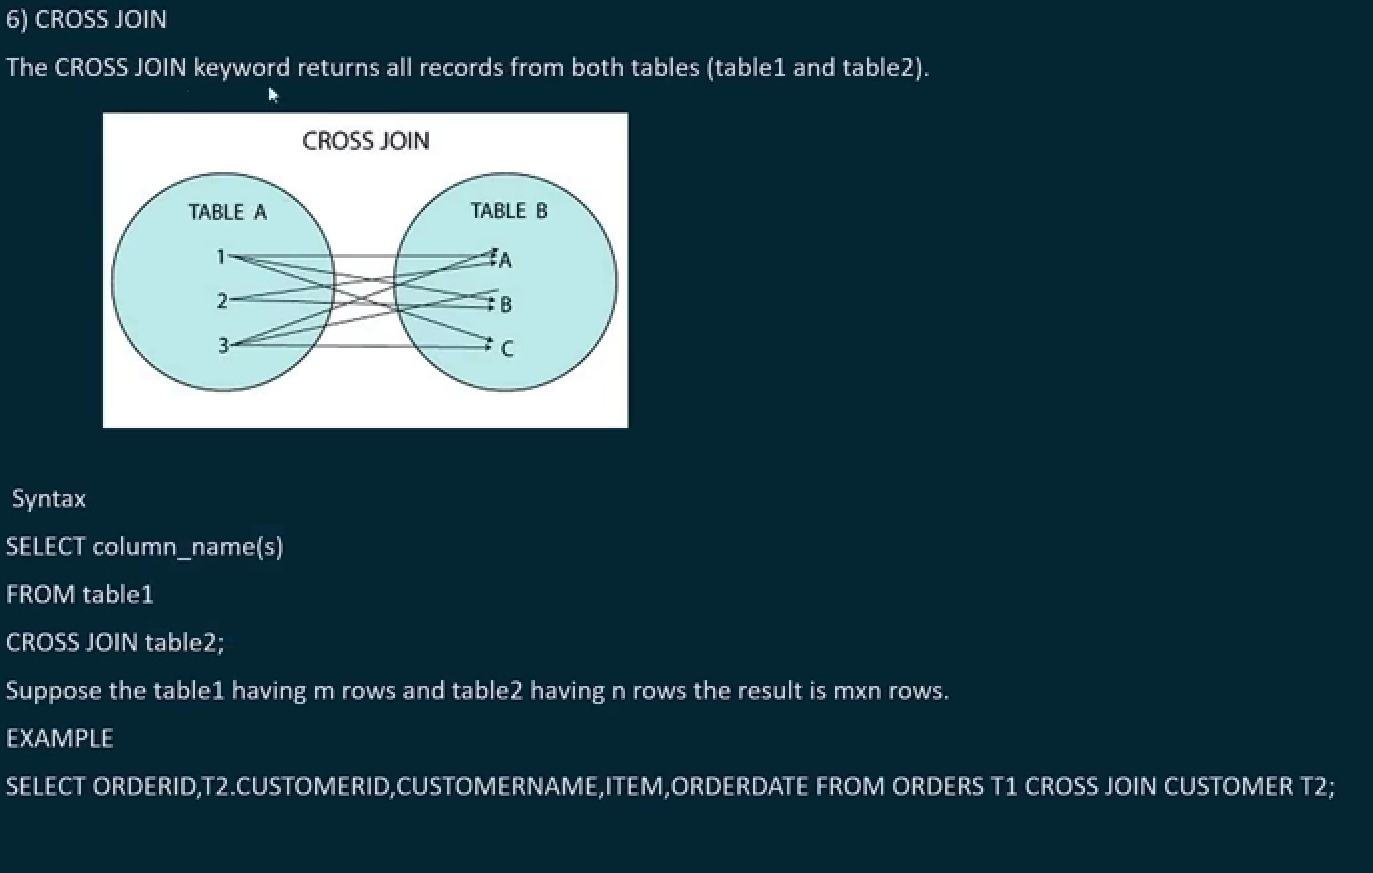 6) CROSS JOIN
The CROSS JOIN keyword returns all records from both tables (table1 and table2).
CROSS JOIN
TABLE A
TABLE B
1
A
2
B
3
C
Syntax
SELECT column_name(s)
FROM table1
CROSS JOIN table2;
Suppose the table1 having m rows and table2 having n rows the result is mxn rows.
EXAMPLE
SELECT ORDERID,T2.CUSTOMERID,CUSTOMERNAME,ITEM,ORDERDATE FROM ORDERS T1 CROSS JOIN CUSTOMER T2;